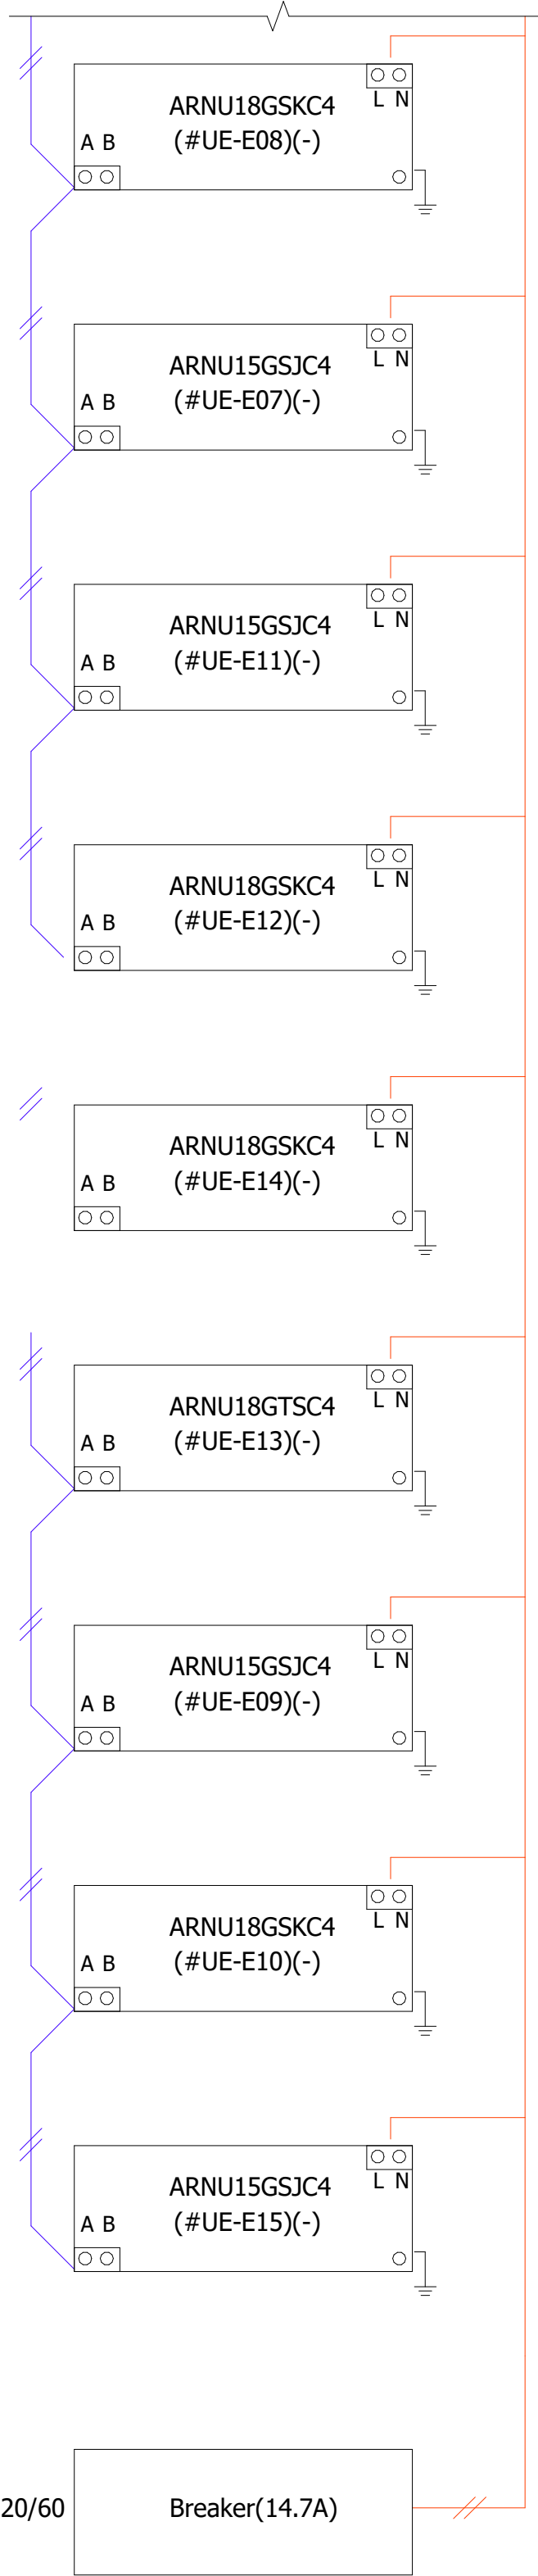 L N
ARNU18GSKC4
(#UE-E08)(-)
A B
L N
ARNU15GSJC4
(#UE-E07)(-)
A B
L N
ARNU15GSJC4
(#UE-E11)(-)
A B
L N
ARNU18GSKC4
(#UE-E12)(-)
A B
L N
ARNU18GSKC4
(#UE-E14)(-)
A B
L N
ARNU18GTSC4
(#UE-E13)(-)
A B
L N
ARNU15GSJC4
(#UE-E09)(-)
A B
L N
ARNU18GSKC4
(#UE-E10)(-)
A B
L N
ARNU15GSJC4
(#UE-E15)(-)
A B
20/60 Breaker(14.7A)